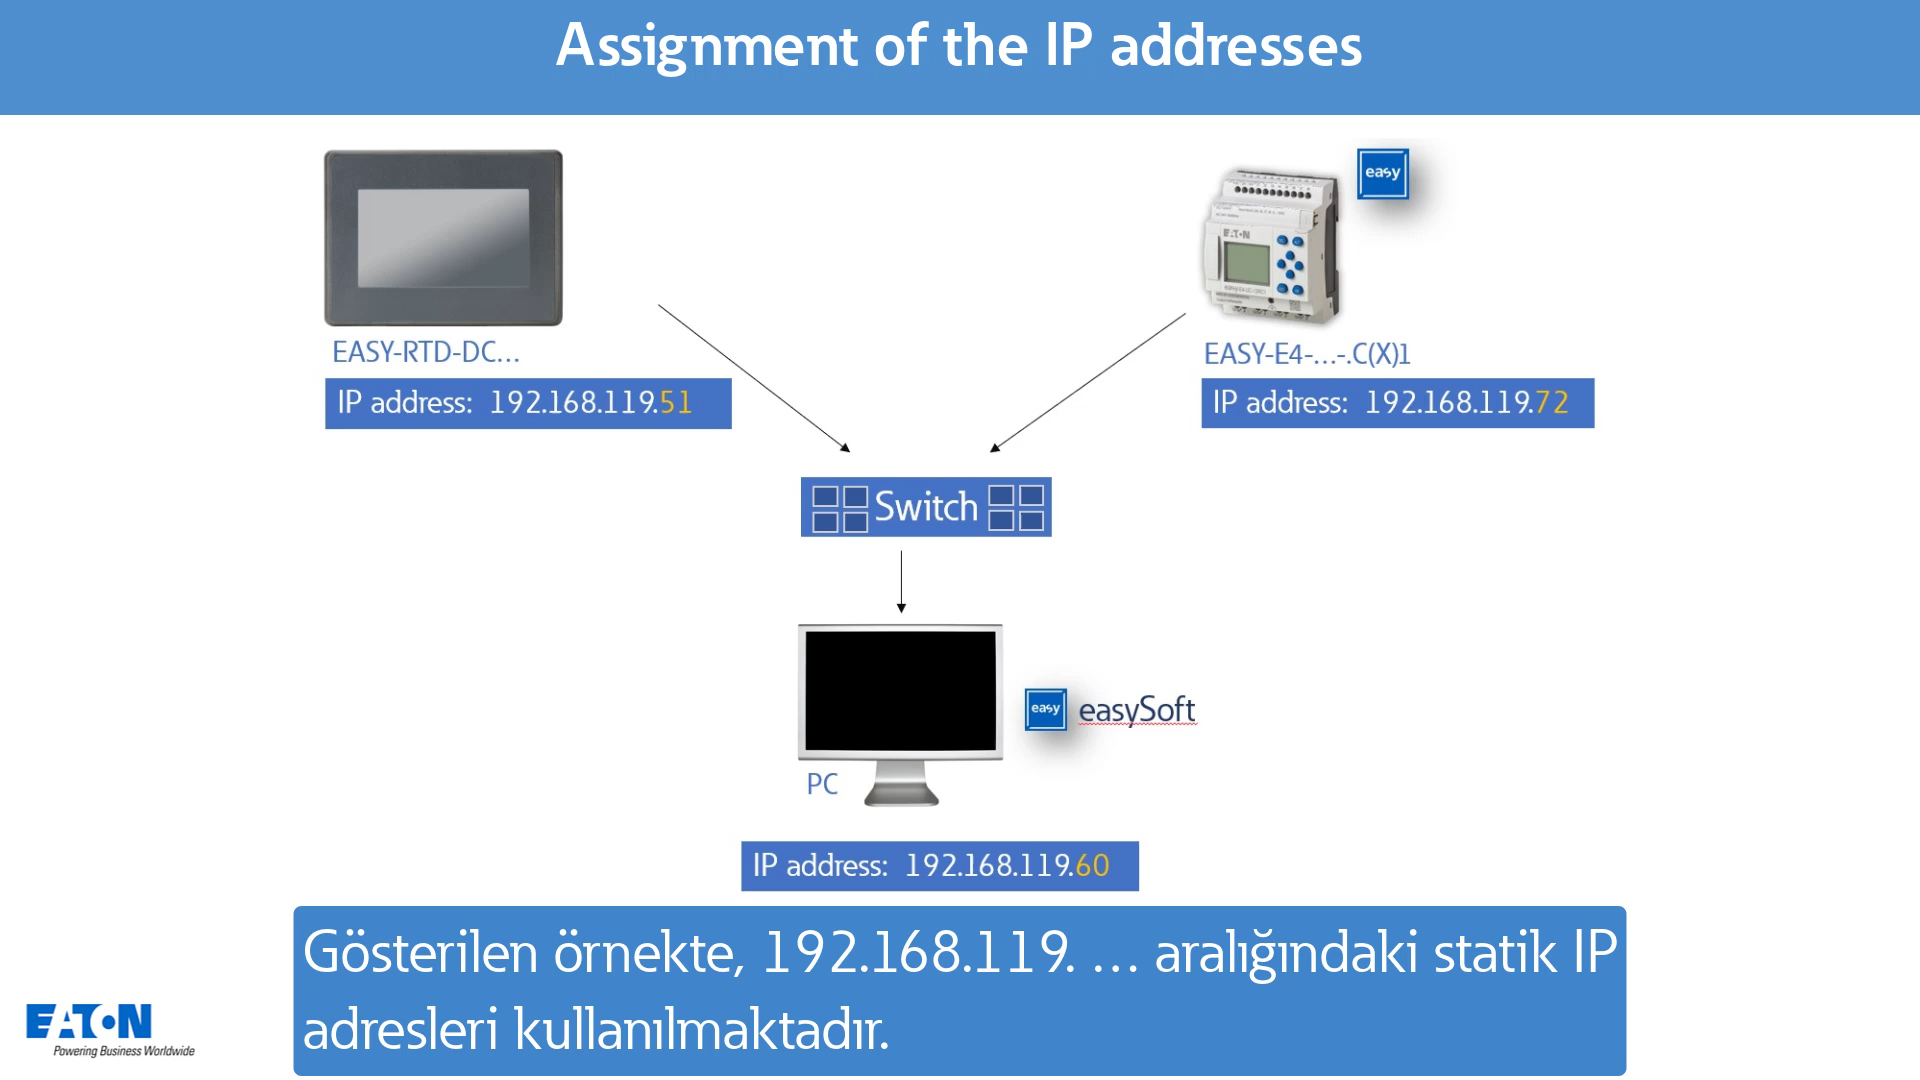 Assignment of the IP addresses
easy
EATON
EASY-RTD-DC...
EASY-E4-...-.C(X)1
IP address: 192.168.119.51
IP address: 192.168.119.72
Switch
easy easySoft
PC
IP address: 192.168.119.60
Gösterilen örnekte, 192.168.119. ... aralığındaki statik IP
adresleri kullanılmaktadır.
EATON
Powering Business Worldwide